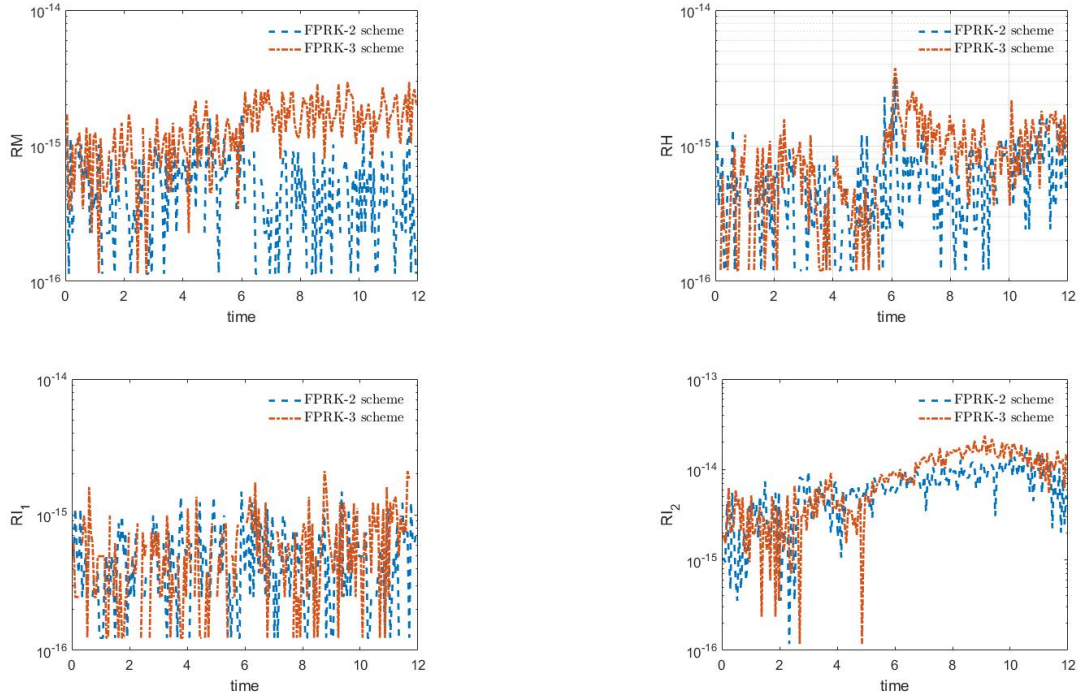 10^-14
10^-15
10^-16
RM
FPRK-2 scheme
FPRK-3 scheme
0 2 4 6 8 10 12
time
10^-14
10^-15
10^-16
RH
FPRK-2 scheme
FPRK-3 scheme
0 2 4 6 8 10 12
time
10^-14
10^-15
10^-16
RI_1
FPRK-2 scheme
FPRK-3 scheme
0 2 4 6 8 10 12
time
10^-13
10^-14
10^-15
10^-16
RI_2
FPRK-2 scheme
FPRK-3 scheme
0 2 4 6 8 10 12
time